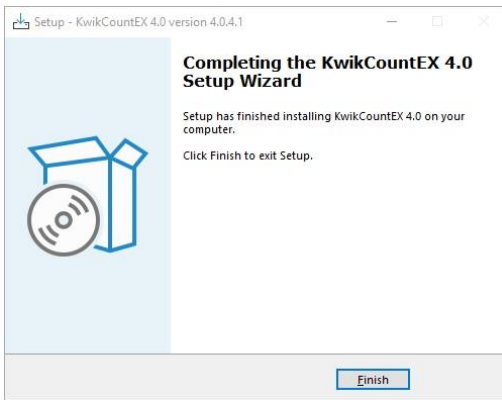 Setup - KwikCountEX 4.0 version 4.0.4.1
Completing the KwikCountEX 4.0
Setup Wizard
Setup has finished installing KwikCountEX 4.0 on your
computer.
Click Finish to exit Setup.
Finish